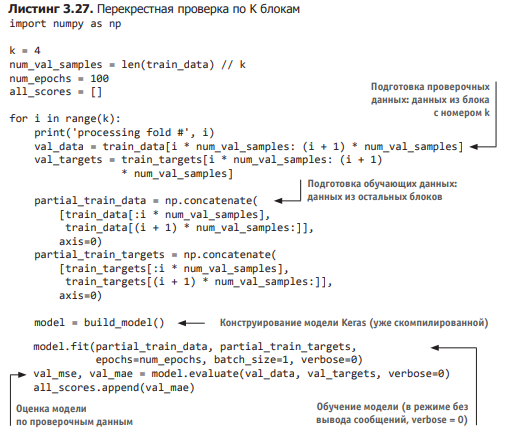 Листинг 3.27. Перекрестная проверка по K блокам
import numpy as np
k = 4
num_val_samples = len(train_data) // k
num_epochs = 100
all_scores = []
Подготовка проверочных
данных: данных из блока
с номером k
for i in range(k):
    print('processing fold #', i)
    val_data = train_data[i * num_val_samples: (i + 1) * num_val_samples]
    val_targets = train_targets[i * num_val_samples: (i + 1)
                  * num_val_samples]
Подготовка обучающих данных:
данных из остальных блоков
    partial_train_data = np.concatenate(
        [train_data[:i * num_val_samples],
         train_data[(i + 1) * num_val_samples:]],
        axis=0)
    partial_train_targets = np.concatenate(
        [train_targets[:i * num_val_samples],
         train_targets[(i + 1) * num_val_samples:]],
        axis=0)
    model = build_model()
Конструирование модели Keras (уже скомпилированной)
    model.fit(partial_train_data, partial_train_targets,
              epochs=num_epochs, batch_size=1, verbose=0)
    val_mse, val_mae = model.evaluate(val_data, val_targets, verbose=0)
    all_scores.append(val_mae)
Оценка модели
по проверочным данным
Обучение модели (в режиме без
вывода сообщений, verbose = 0)